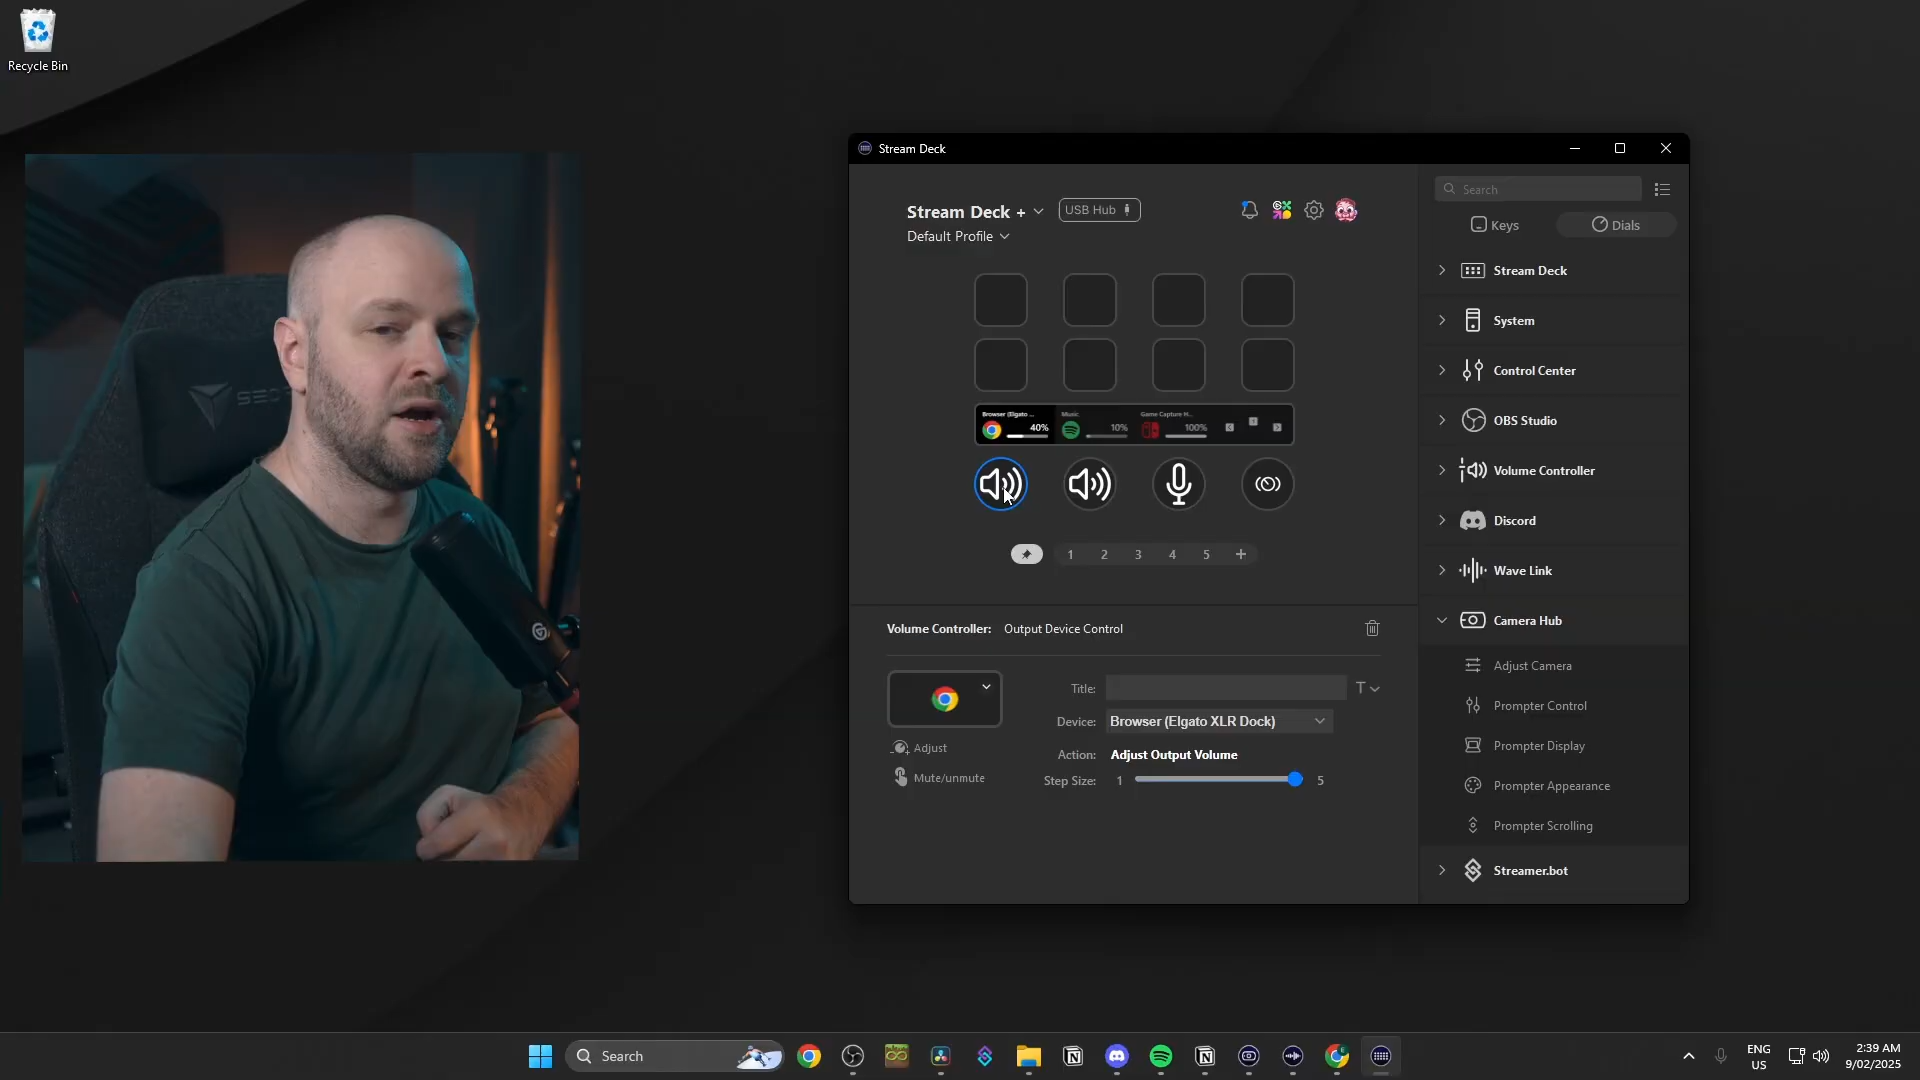 Recycle Bin
Stream Deck
Stream Deck +
USB Hub
Default Profile
Search
Keys
Dials
Stream Deck
System
Control Center
OBS Studio
Volume Controller
Discord
Wave Link
Camera Hub
Adjust Camera
Prompter Control
Prompter Display
Prompter Appearance
Prompter Scrolling
Streamer.bot
Browser (Elgato ...
40%
Music
10%
Game Capture H...
100%
1 2 3 4 5 +
Volume Controller: Output Device Control
Title:
T
Device: Browser (Elgato XLR Dock)
Adjust
Action: Adjust Output Volume
Mute/unmute
Step Size: 1 5
Search
ENG
US
2:39 AM
9/02/2025